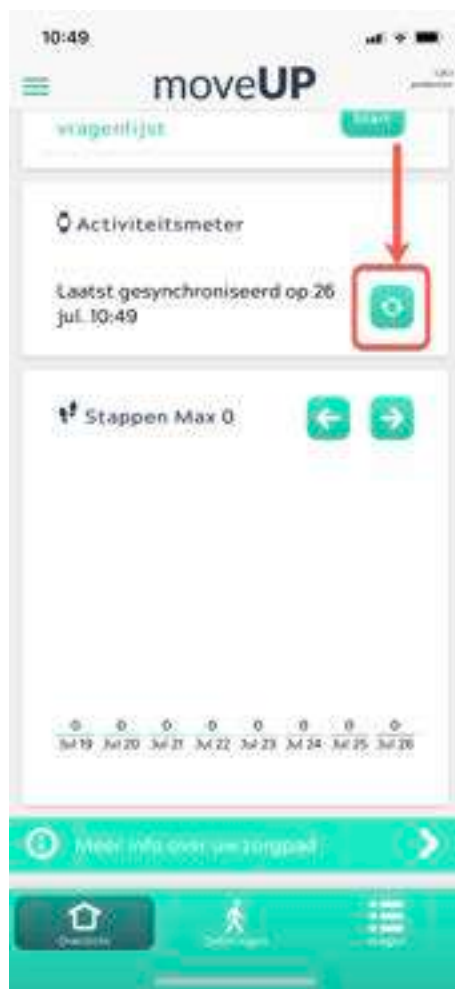 10:49
moveUP
vragenlijst
Start
Activiteitsmeter
Laatst gesynchroniseerd op 26
jul. 10:49
Stappen Max 0
0 0 0 0 0 0 0 0
Jul 19 Jul 20 Jul 21 Jul 22 Jul 23 Jul 24 Jul 25 Jul 26
Meer info over uw zorgpad
Overzicht